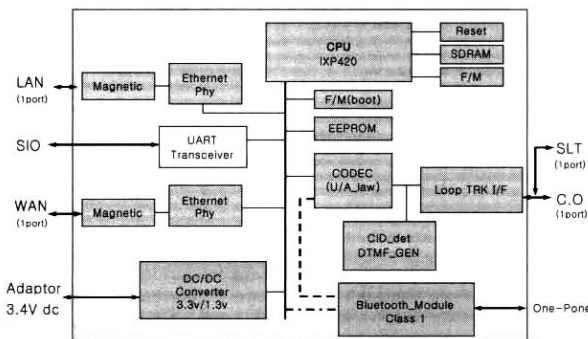 CPU
IXP420
Reset
SDRAM
F/M
LAN
(1port)
Magnetic
Ethernet
Phy
F/M(boot)
EEPROM
SIO
UART
Transceiver
CODEC
(U/A_law)
Loop TRK I/F
SLT
(1port)
C.O
(1port)
WAN
(1port)
Magnetic
Ethernet
Phy
CID_det
DTMF_GEN
Adaptor
3.4V dc
DC/DC
Converter
3.3v/1.3v
Bluetooth_Module
Class 1
One-Pone